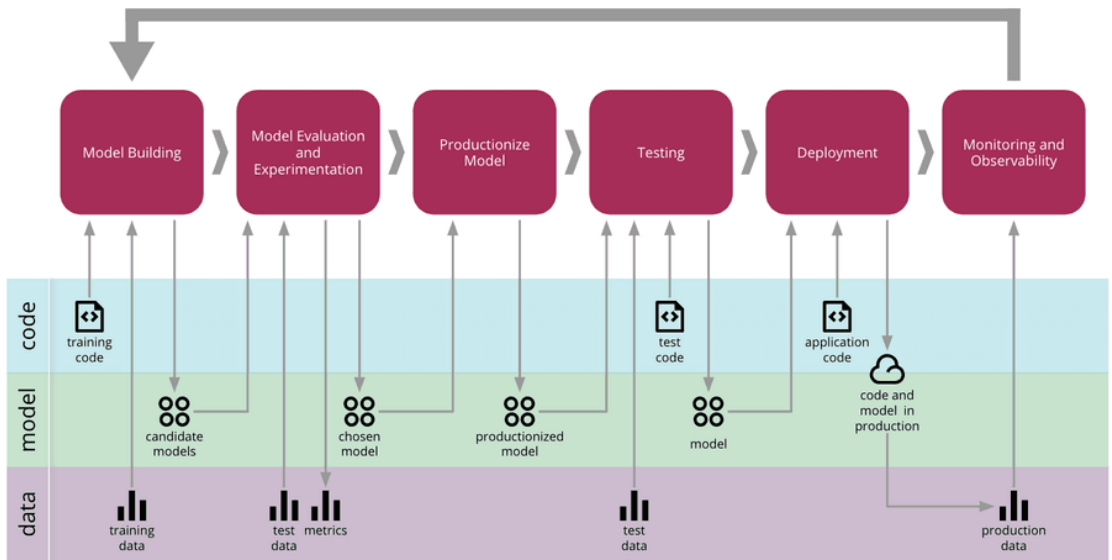 Model Building
Model Evaluation
and
Experimentation
Productionize
Model
Testing
Deployment
Monitoring and
Observability
code
training
code
test
code
application
code
model
candidate
models
chosen
model
productionized
model
model
code and
model in
production
data
training
data
test
data
metrics
test
data
production
data